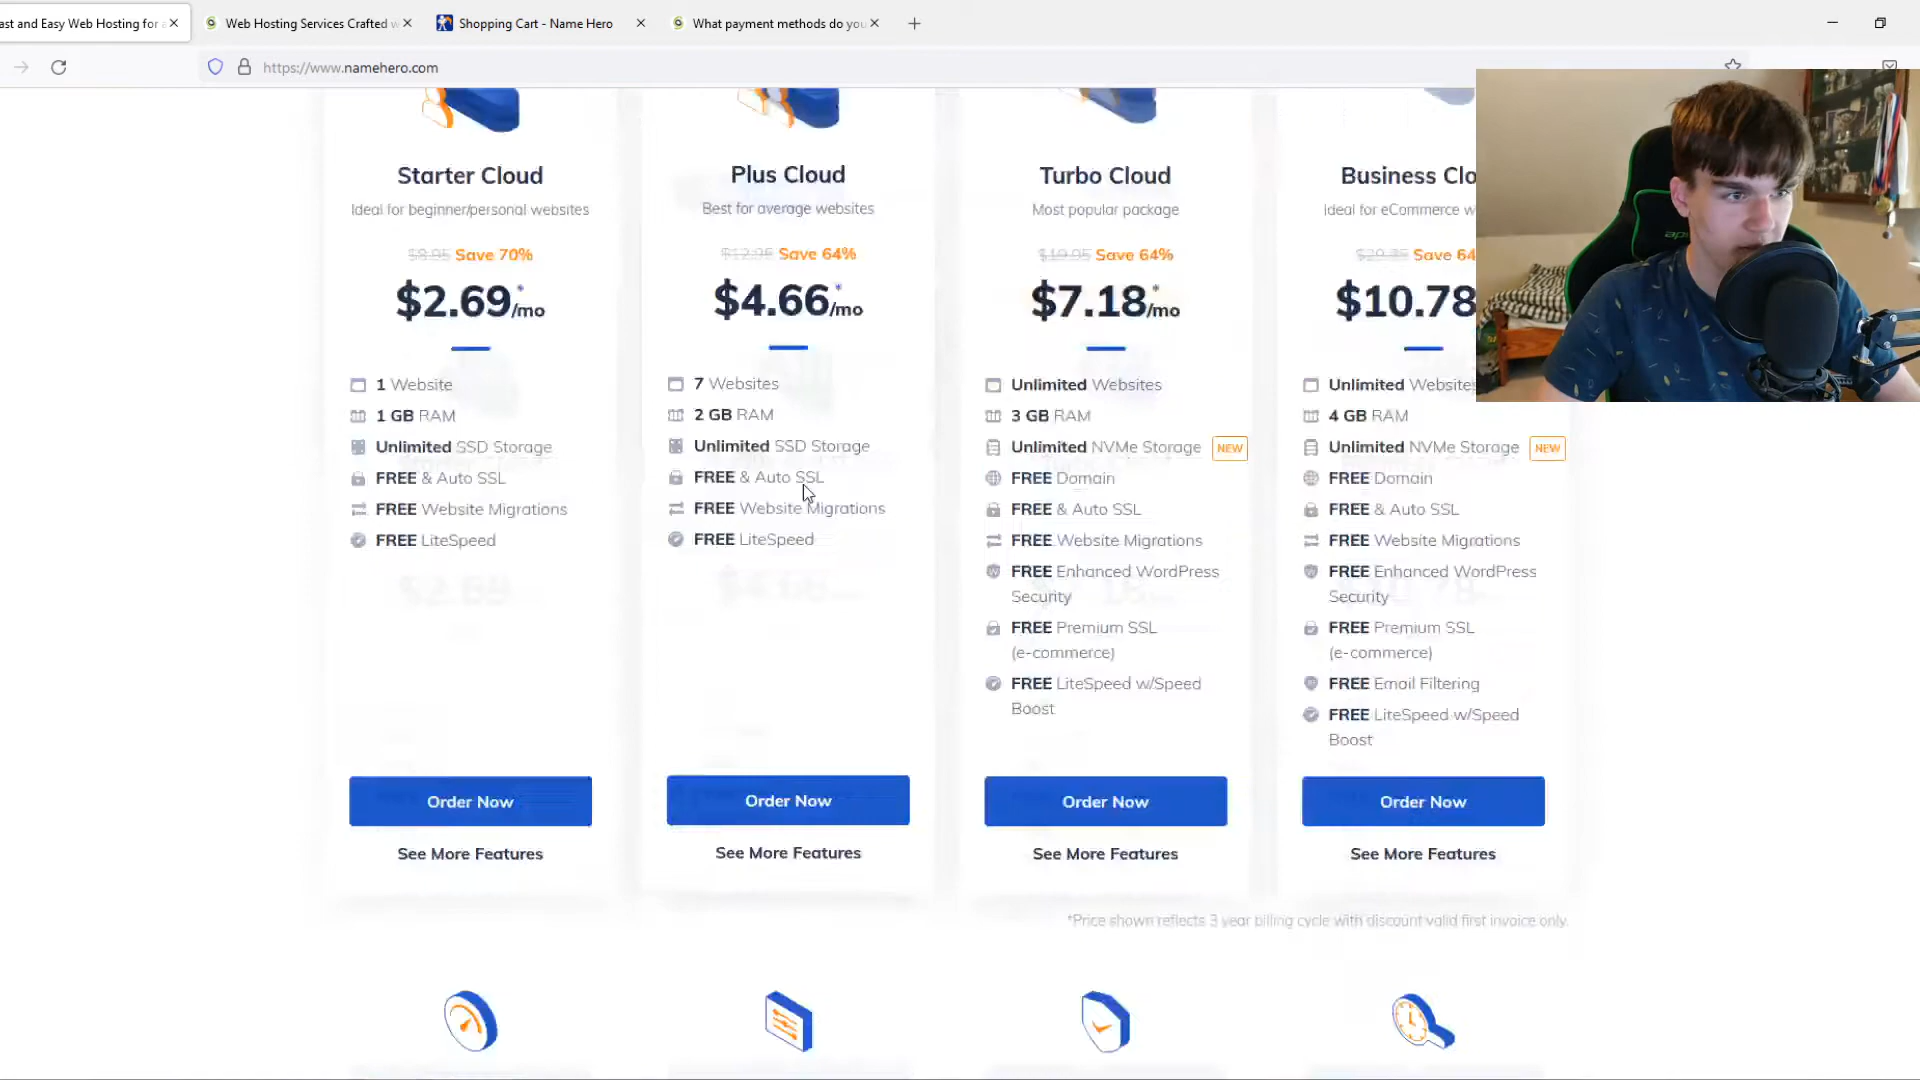 ast and Easy Web Hosting for
Web Hosting Services Crafted
Shopping Cart - Name Hero
What payment methods do you
https://www.namehero.com
Starter Cloud
Ideal for beginner/personal websites
Save 70%
$2.69*/mo
1 Website
1 GB RAM
Unlimited SSD Storage
FREE & Auto SSL
FREE Website Migrations
FREE LiteSpeed
Order Now
See More Features
Plus Cloud
Best for average websites
$12.95 Save 64%
$4.66*/mo
7 Websites
2 GB RAM
Unlimited SSD Storage
FREE & Auto SSL
FREE Website Migrations
FREE LiteSpeed
Order Now
See More Features
Turbo Cloud
Most popular package
$19.95 Save 64%
$7.18*/mo
Unlimited Websites
3 GB RAM
Unlimited NVMe Storage NEW
FREE Domain
FREE & Auto SSL
FREE Website Migrations
FREE Enhanced WordPress
Security
FREE Premium SSL
(e-commerce)
FREE LiteSpeed w/Speed
Boost
Order Now
See More Features
Business Clo
Ideal for eCommerce w
Save 64
$10.78
Unlimited Websites
4 GB RAM
Unlimited NVMe Storage NEW
FREE Domain
FREE & Auto SSL
FREE Website Migrations
FREE Enhanced WordPress
Security
FREE Premium SSL
(e-commerce)
FREE Email Filtering
FREE LiteSpeed w/Speed
Boost
Order Now
See More Features
*Price shown reflects 3 year billing cycle with discount valid first invoice only.